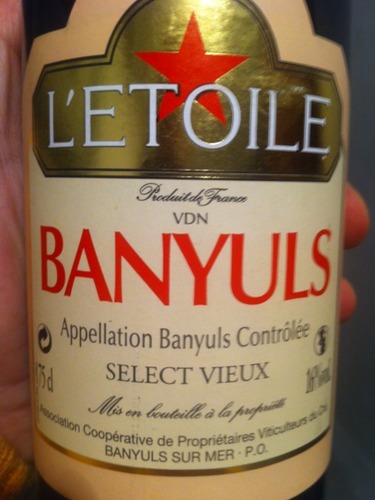 L'ETOILE
Produit de France
VDN
BANYULS
Appellation Banyuls Contrôlée
75 cl SELECT VIEUX 16% vol.
Mis en bouteille à la propriété
Association Coopérative de Propriétaires Viticulteurs du Cru
BANYULS SUR MER - P.O.